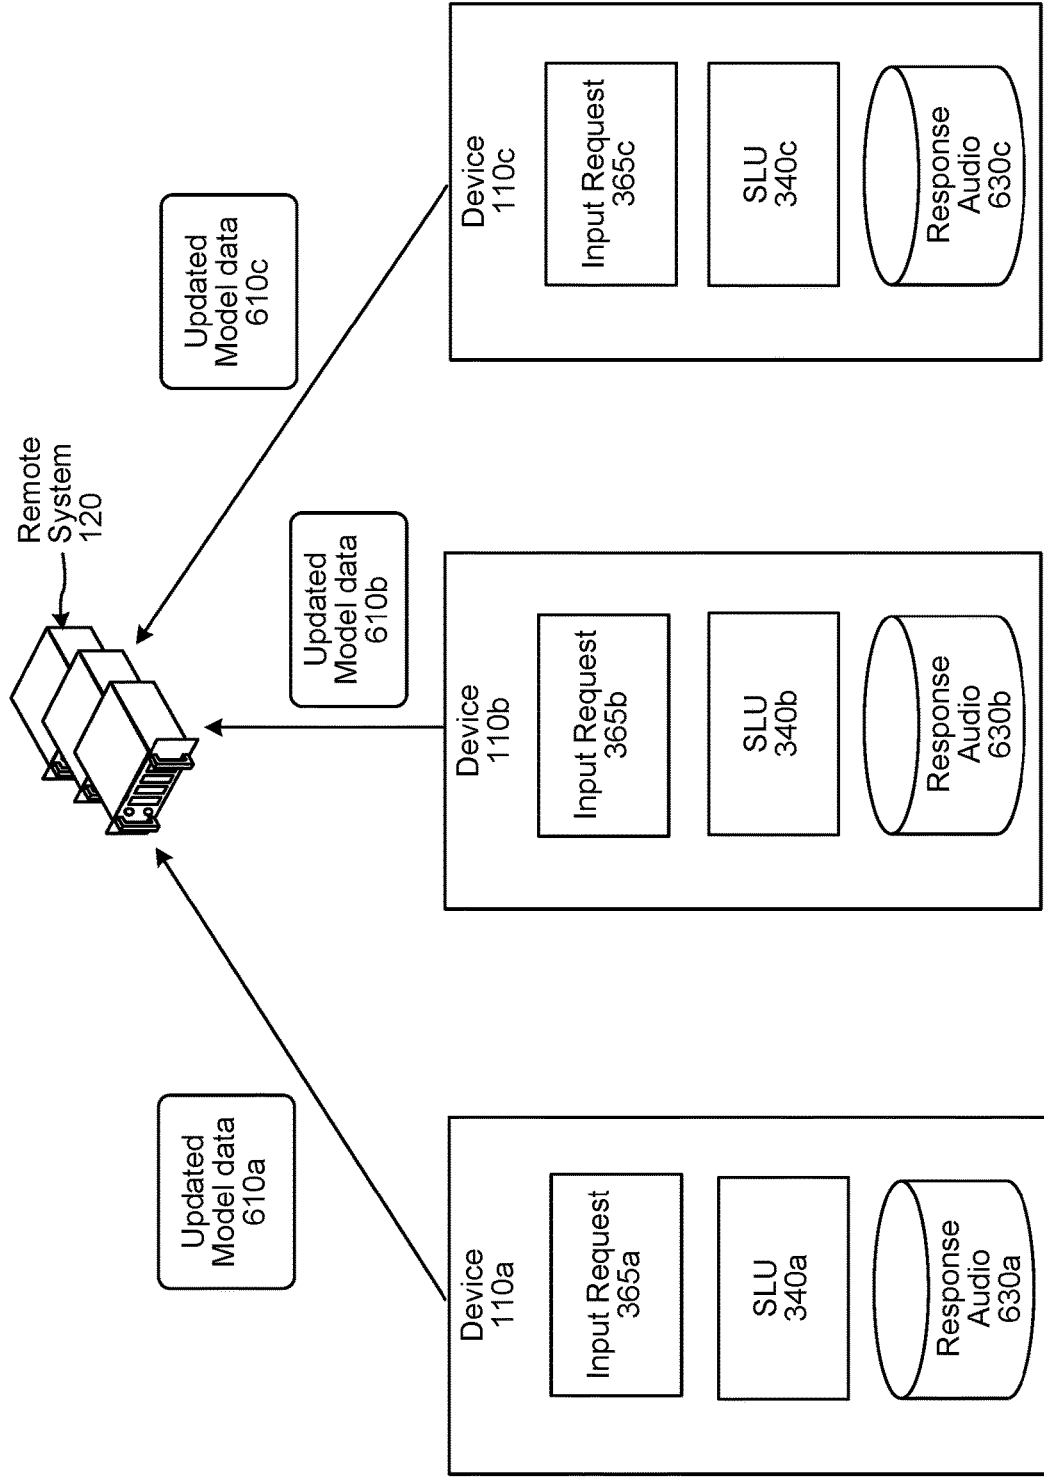 Remote
System
120
Updated
Model data
610a
Updated
Model data
610b
Updated
Model data
610c
Device
110a
Input Request
365a
SLU
340a
Response
Audio
630a
Device
110b
Input Request
365b
SLU
340b
Response
Audio
630b
Device
110c
Input Request
365c
SLU
340c
Response
Audio
630c